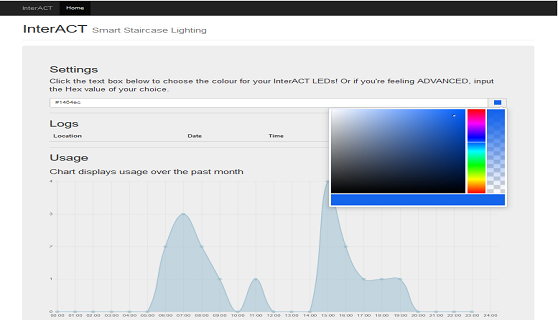 InterACT Home
InterACT Smart Staircase Lighting
Settings
Click the text box below to choose the colour for your InterACT LEDs! Or if you're feeling ADVANCED, input
the Hex value of your choice.
Logs
Location Date Time
Usage
Chart displays usage over the past month
4
3
2
1
0
00:00 01:00 02:00 03:00 04:00 05:00 06:00 07:00 08:00 09:00 10:00 11:00 12:00 13:00 14:00 15:00 16:00 17:00 18:00 19:00 20:00 21:00 22:00 23:00 24:00